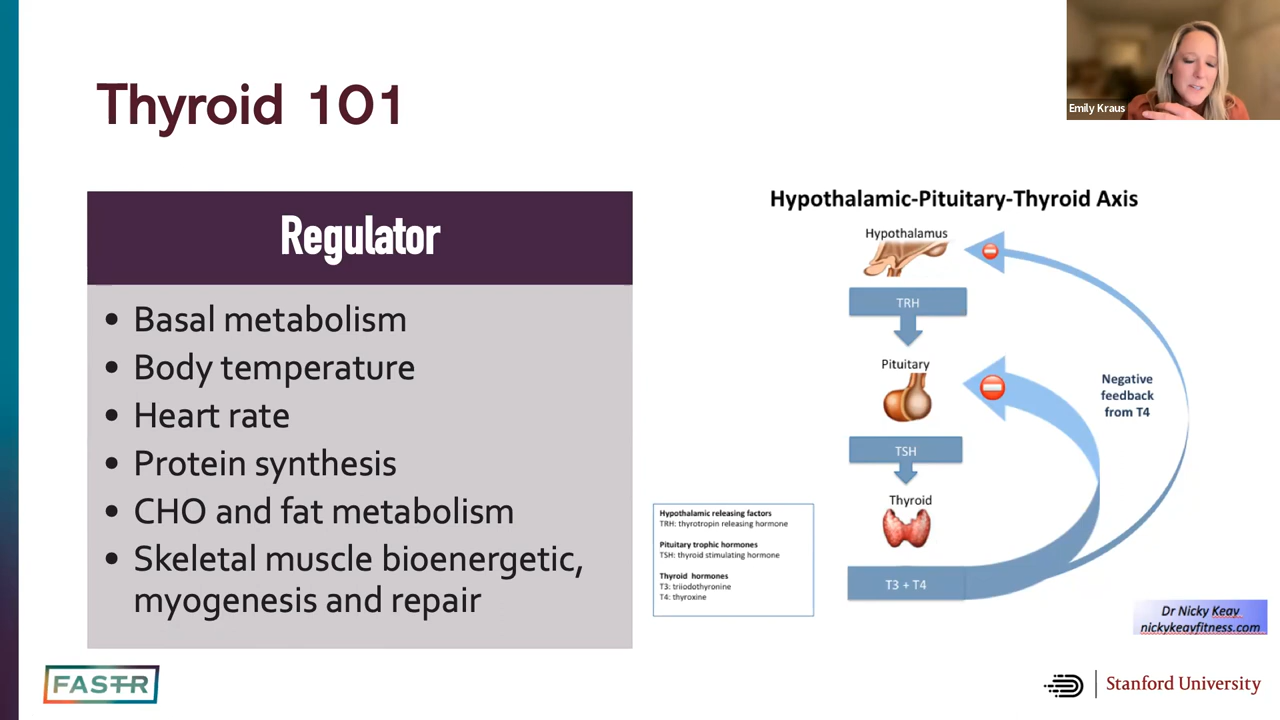 Thyroid 101
Emily Kraus
Regulator
• Basal metabolism
• Body temperature
• Heart rate
• Protein synthesis
• CHO and fat metabolism
• Skeletal muscle bioenergetic,
myogenesis and repair
Hypothalamic-Pituitary-Thyroid Axis
Hypothalamus
TRH
Pituitary
Negative
feedback
from T4
TSH
Thyroid
T3 + T4
Hypothalamic releasing factors
TRH: thyrotropin releasing hormone
Pituitary trophic hormones
TSH: thyroid stimulating hormone
Thyroid hormones
T3: triiodothyronine
T4: thyroxine
Dr Nicky Keay
nickykeayfitness.com
FASTR
Stanford University